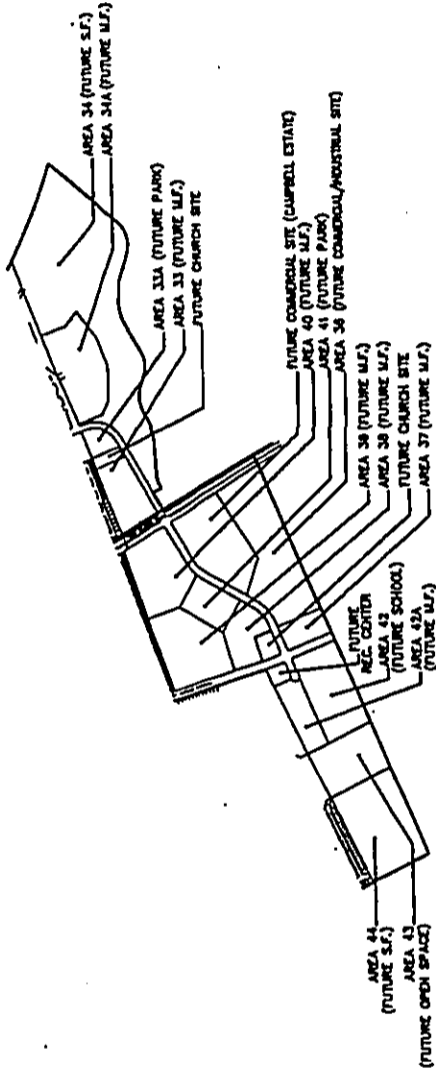 AREA 34 (FUTURE S.F.)
AREA 34A (FUTURE M.F.)
AREA 33A (FUTURE PARK)
AREA 33 (FUTURE M.F.)
FUTURE CHURCH SITE
FUTURE COMMERCIAL SITE (CAMPBELL ESTATE)
AREA 40 (FUTURE M.F.)
AREA 41 (FUTURE PARK)
AREA 36 (FUTURE COMMERCIAL/INDUSTRIAL SITE)
AREA (FUTURE M.F.)
AREA 38 (FUTURE M.F.)
FUTURE CHURCH SITE
AREA 37 (FUTURE M.F.)
FUTURE
REC. CENTER
AREA 42
(FUTURE SCHOOL)
AREA 42A
(FUTURE M.F.)
AREA 44
(FUTURE S.F.)
AREA 43
(FUTURE OPEN SPACE)